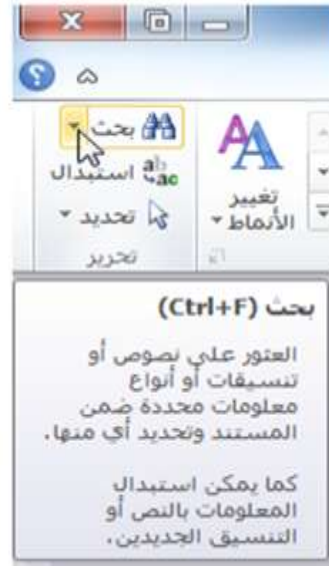 بحث
استبدال
تحديد
تحرير
تغيير
الأنماط
بحث (Ctrl+F)
العثور على نصوص أو
تنسيقات أو أنواع
معلومات محددة ضمن
المستند وتحديد أي منها.
كما يمكن استبدال
المعلومات بالنص أو
التنسيق الجديدين.